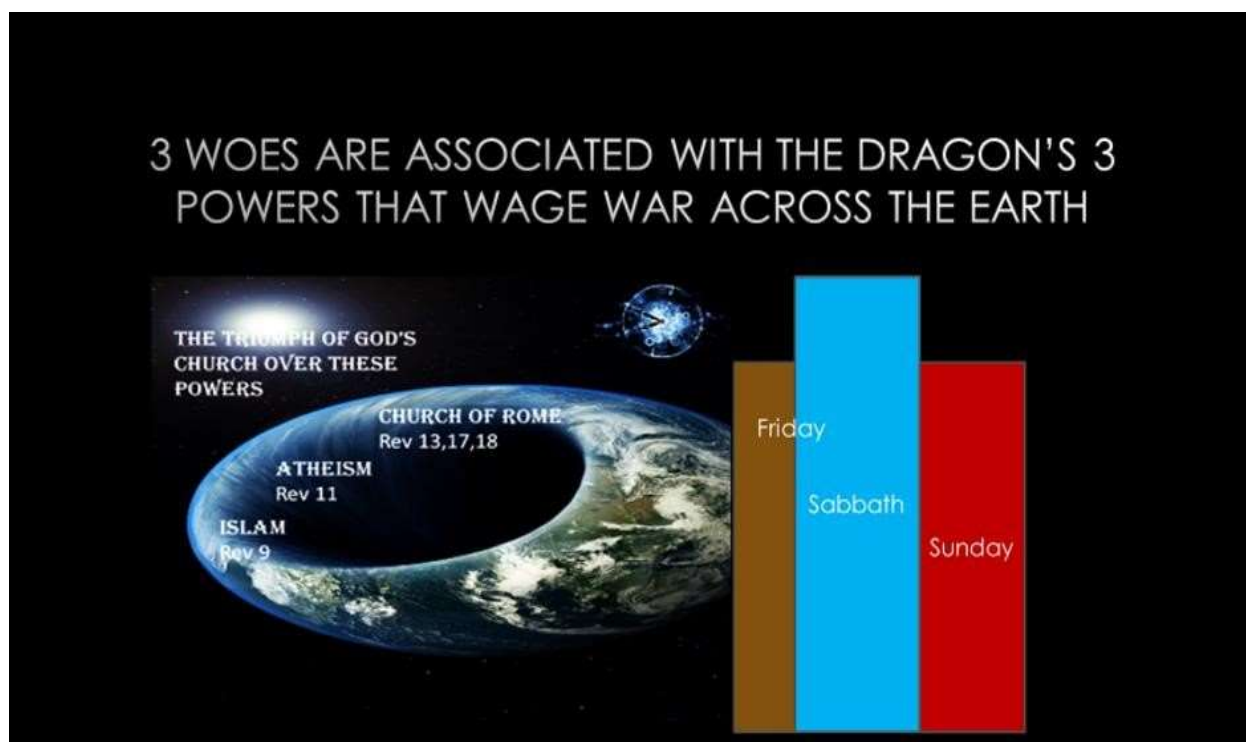 3 WOES ARE ASSOCIATED WITH THE DRAGON'S 3
POWERS THAT WAGE WAR ACROSS THE EARTH
THE TRIUMPH OF GOD'S
CHURCH OVER THESE
POWERS
CHURCH OF ROME
Rev 13,17,18
ATHEISM
Rev 11
ISLAM
Rev 9
Friday
Sabbath
Sunday